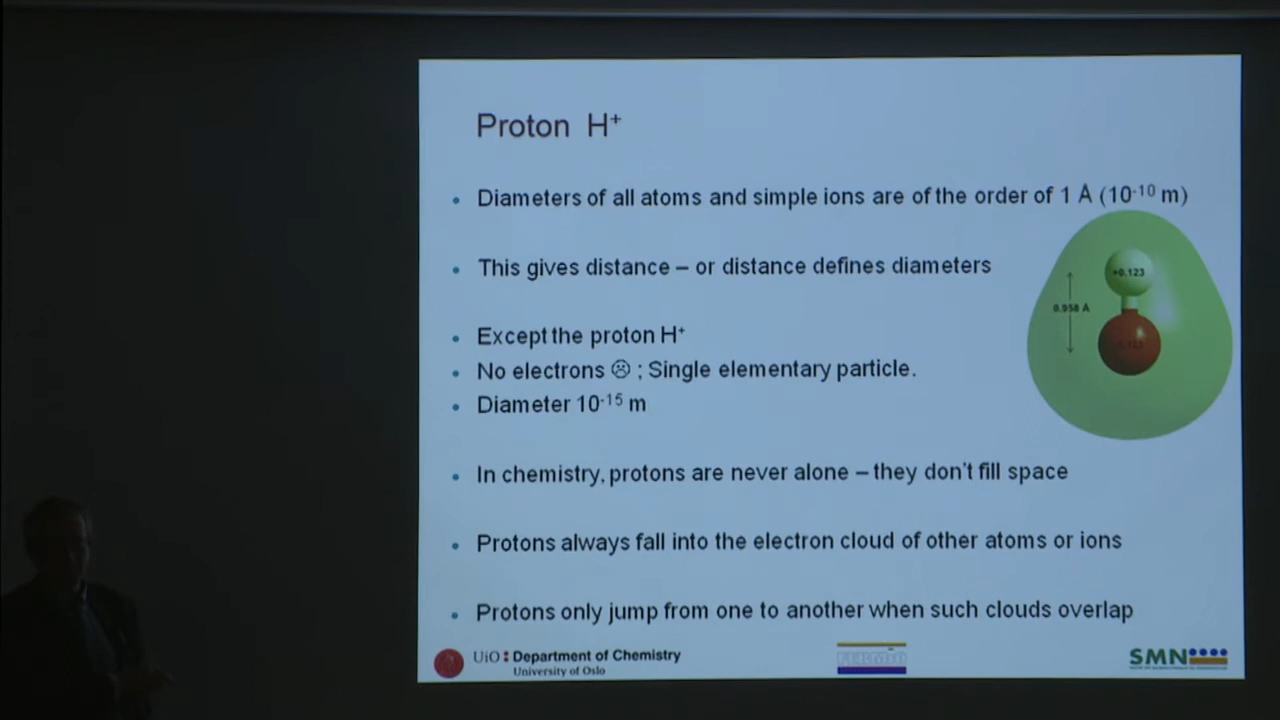 Proton H⁺
• Diameters of all atoms and simple ions are of the order of 1 Å (10⁻¹⁰ m)
• This gives distance – or distance defines diameters
+0.123
0.958 Å
• Except the proton H⁺
• No electrons ☹ ; Single elementary particle.
• Diameter 10⁻¹⁵ m
• In chemistry, protons are never alone – they don't fill space
• Protons always fall into the electron cloud of other atoms or ions
• Protons only jump from one to another when such clouds overlap
UiO : Department of Chemistry
University of Oslo
FERMiO
SMN